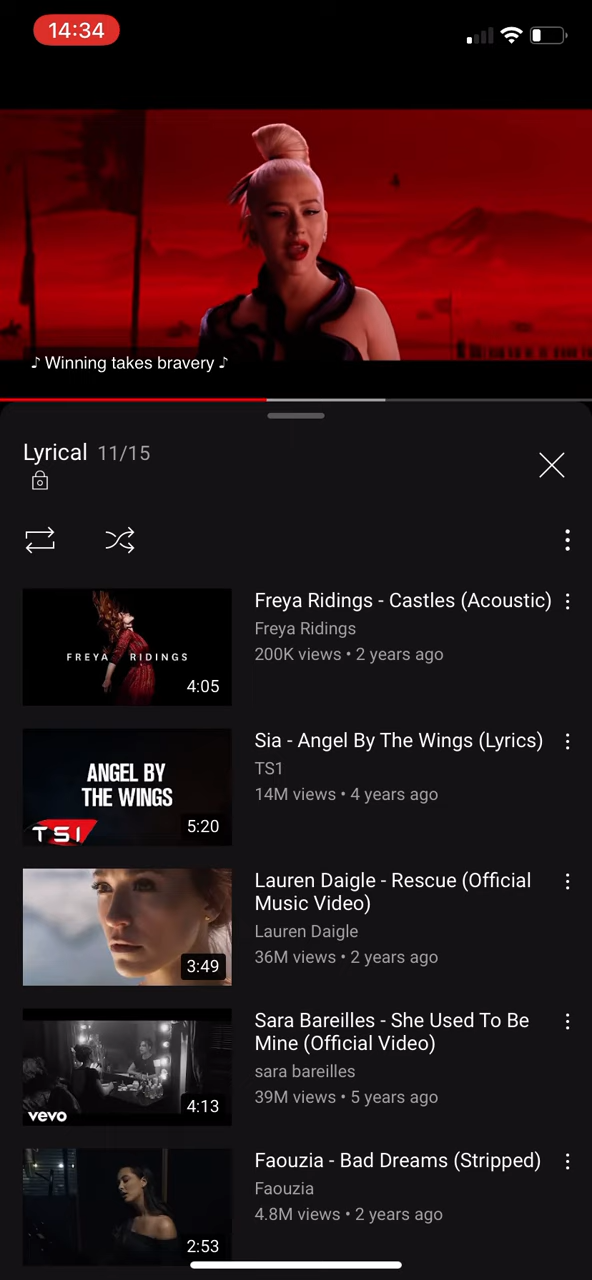 14:34
♪ Winning takes bravery ♪
Lyrical 11/15
FREYA RIDINGS
4:05
Freya Ridings - Castles (Acoustic)
Freya Ridings
200K views • 2 years ago
ANGEL BY
THE WINGS
TS1
5:20
Sia - Angel By The Wings (Lyrics)
TS1
14M views • 4 years ago
3:49
Lauren Daigle - Rescue (Official
Music Video)
Lauren Daigle
36M views • 2 years ago
vevo
4:13
Sara Bareilles - She Used To Be
Mine (Official Video)
sara bareilles
39M views • 5 years ago
2:53
Faouzia - Bad Dreams (Stripped)
Faouzia
4.8M views • 2 years ago